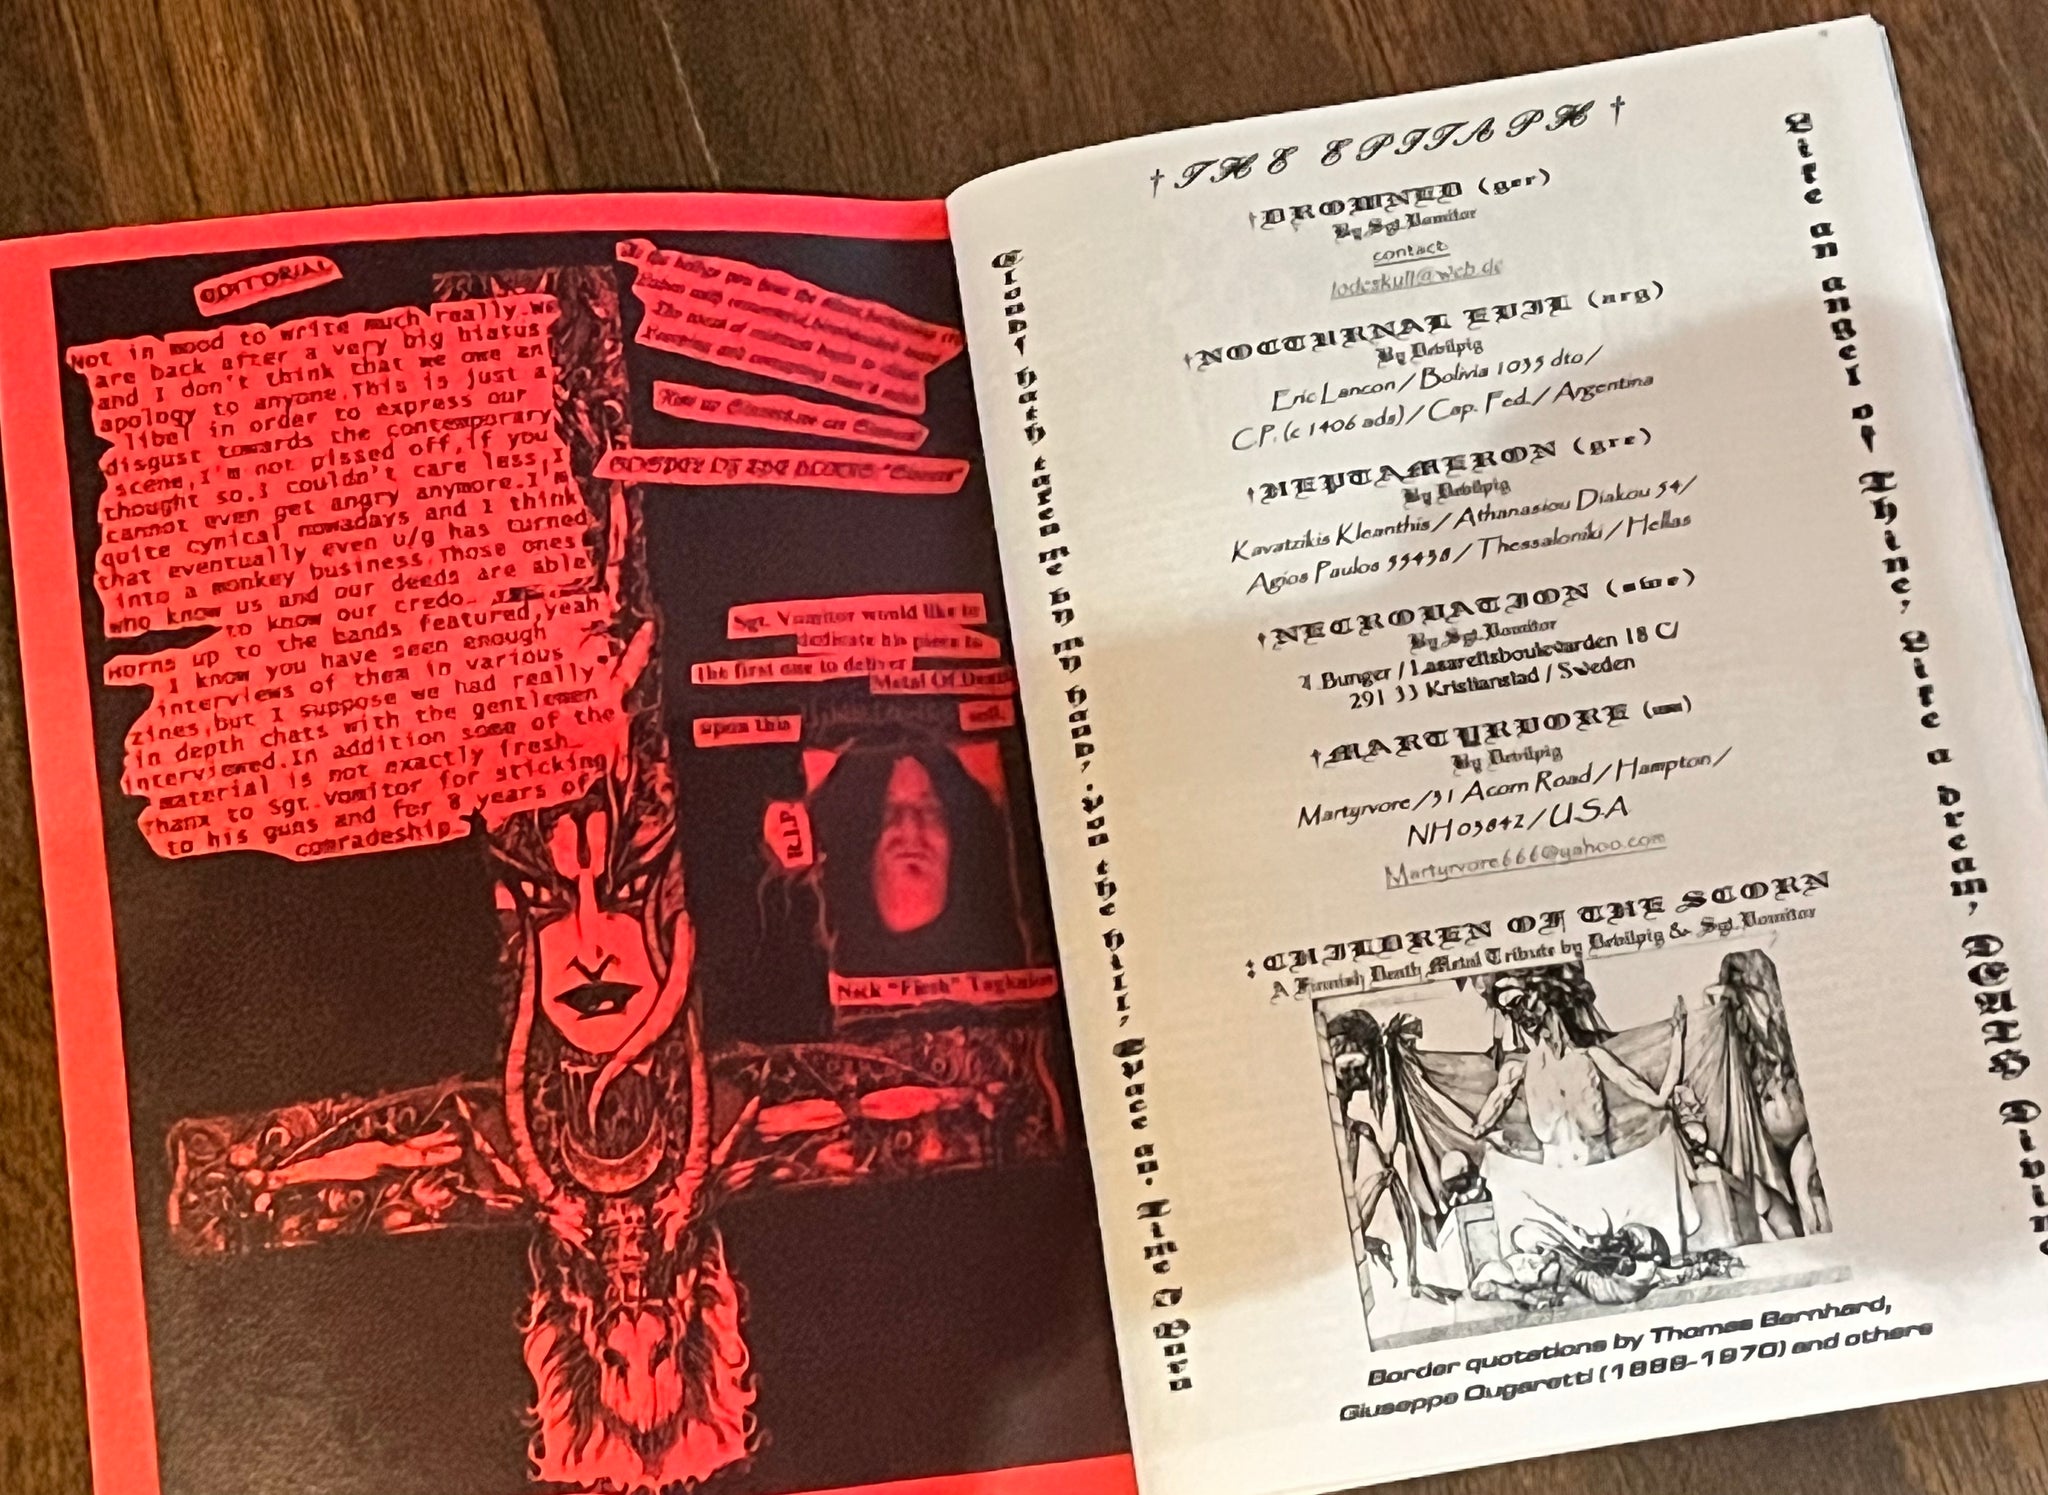 EDITORIAL
Not in mood to write much really.We
are back after a very big hiatus
and I don't think that we owe an
apology to anyone.This is just a
libel in order to express our
disgust towards the contemporary
scene,I'm not pissed off,if you
thought so.I couldn't care less,I
cannot even get angry anymore.I'm
quite cynical nowadays and I think
that eventually even u/g has turned
into a monkey business.Those ones
who know us and our deeds are able
to know our credo.
Horns up to the bands featured,yeah
I know you have seen enough
interviews of them in various
zines,but I suppose we had really
in depth chats with the gentlemen
interviewed.In addition some of the
material is not exactly fresh.
Thanx to Sgt.Vomitor for sticking
to his guns and for 8 years of
comradeship.
Sgt. Vomitor would like to
dedicate his piece to
the first one to deliver
Metal Of Death
upon this
soil,
R.I.P.
Nick "Flesh"
† THE EPITAPH †
†DROWNED (ger)
By Sgt.Vomitor
contact
lodeskull@web.de
†NOCTURNAL EVIL (arg)
By Devilpig
Eric Lancon / Bolivia 1035 dto /
C.P. (c 1406 ads) / Cap. Fed. / Argentina
†HEPTAMERON (gre)
By Devilpig
Kavatzikis Kleanthis / Athanasiou Diakou 54/
Agios Paulos 55438 / Thessaloniki / Hellas
†NECROVATION (swe)
By Sgt.Vomitor
Bunger / Lasarettsboulevarden 18 C/
291 33 Kristianstad / Sweden
†MARTYRVORE
By Devilpig
Martyrvore /31 Acorn Road / Hampton /
NH 03842 / U.S.A
Martyrvore666@yahoo.com
:CHILDREN OF THE SCORN
A Finnish Death Metal Tribute by Devilpig & Sgt.Vomitor
Border quotations by Thomas Bernhard,
Giuseppe Ougaretti (1888-1970) and others
hath taken me by my hand,
Like an angel of Thine, Like a dream, DEATH